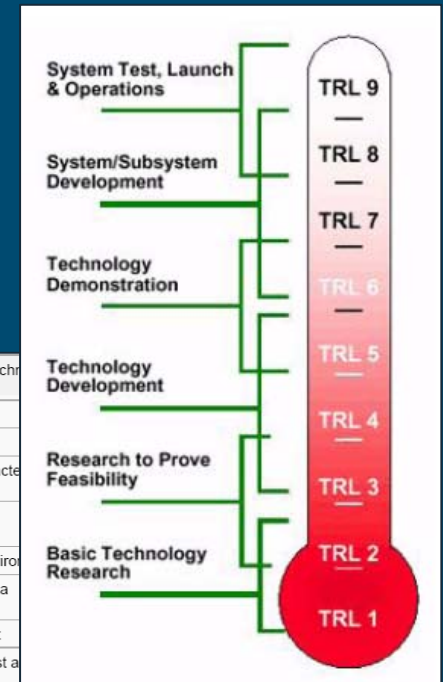 System Test, Launch
& Operations
System/Subsystem
Development
Technology
Demonstration
Technology
Development
Research to Prove
Feasibility
Basic Technology
Research
TRL 9
TRL 8
TRL 7
TRL 6
TRL 5
TRL 4
TRL 3
TRL 2
TRL 1
a